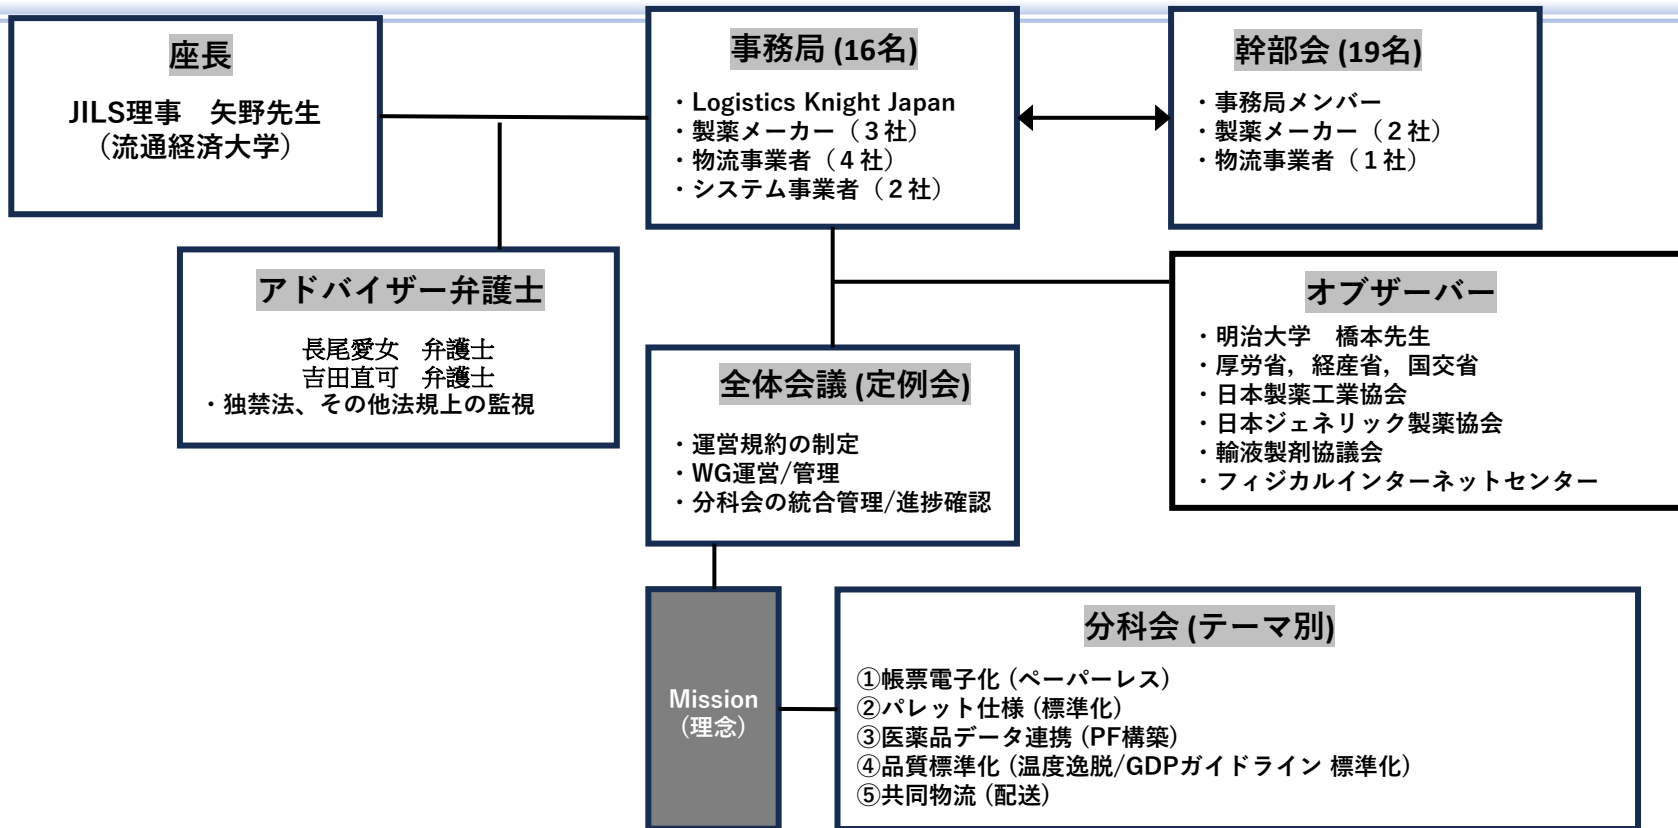 座長
JILS理事　矢野先生
（流通経済大学）
事務局 (16名)
・Logistics Knight Japan
・製薬メーカー（３社）
・物流事業者（４社）
・システム事業者（２社）
幹部会 (19名)
・事務局メンバー
・製薬メーカー（２社）
・物流事業者（１社）
アドバイザー弁護士
長尾愛女　弁護士
吉田直可　弁護士
・独禁法、その他法規上の監視
オブザーバー
・明治大学　橋本先生
・厚労省，経産省，国交省
・日本製薬工業協会
・日本ジェネリック製薬協会
・輸液製剤協議会
・フィジカルインターネットセンター
全体会議 (定例会)
・運営規約の制定
・WG運営/管理
・分科会の統合管理/進捗確認
Mission
（理念）
分科会 (テーマ別)
①帳票電子化 (ペーパーレス)
②パレット仕様 (標準化)
③医薬品データ連携 (PF構築)
④品質標準化 (温度逸脱/GDPガイドライン 標準化)
⑤共同物流 (配送)